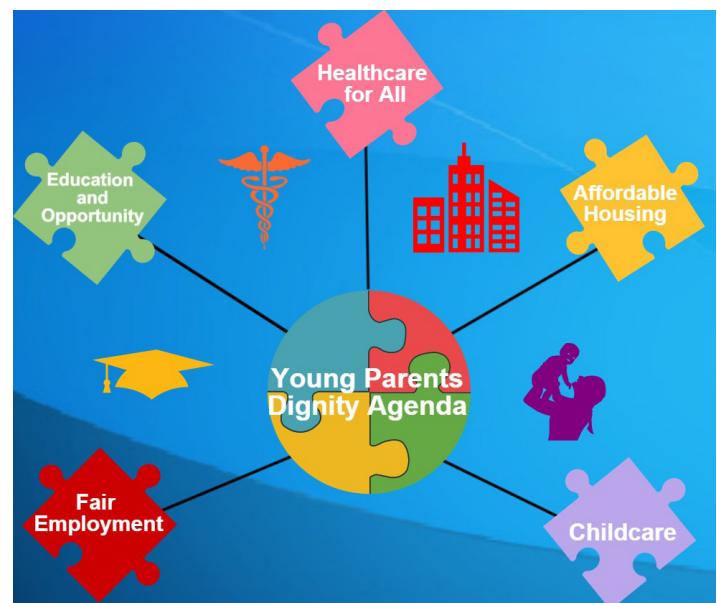 Healthcare
for All
Education
and
Opportunity
Affordable
Housing
Young Parents
Dignity Agenda
Fair
Employment
Childcare